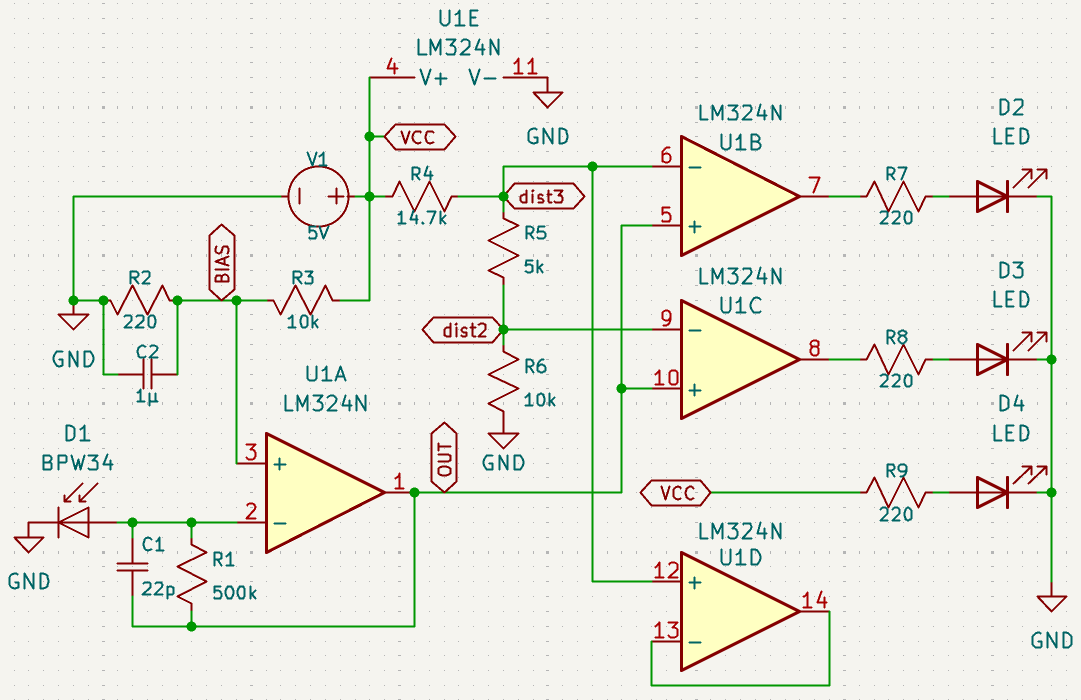 U1E
LM324N
4 V+ V- 11
GND
VCC
V1
5V
R4
14.7k
dist3
R5
5k
dist2
R6
10k
GND
BIAS
R2
220
R3
10k
GND
C2
1µ
U1A
LM324N
3 +
2 -
1
OUT
D1
BPW34
GND
C1
22p
R1
500k
LM324N
U1B
6 -
5 +
7
R7
220
D2
LED
LM324N
U1C
9 -
10 +
8
R8
220
D3
LED
VCC
R9
220
D4
LED
LM324N
U1D
12 +
13 -
14
GND